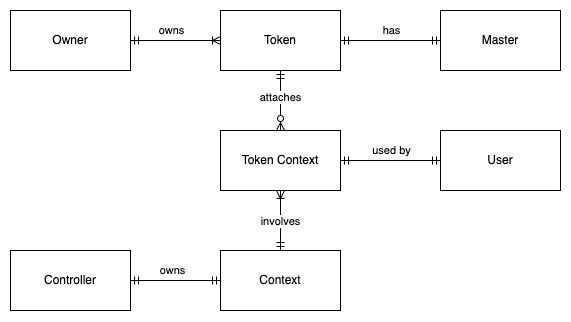 Owner
owns
Token
has
Master
attaches
Token Context
used by
User
involves
Controller
owns
Context